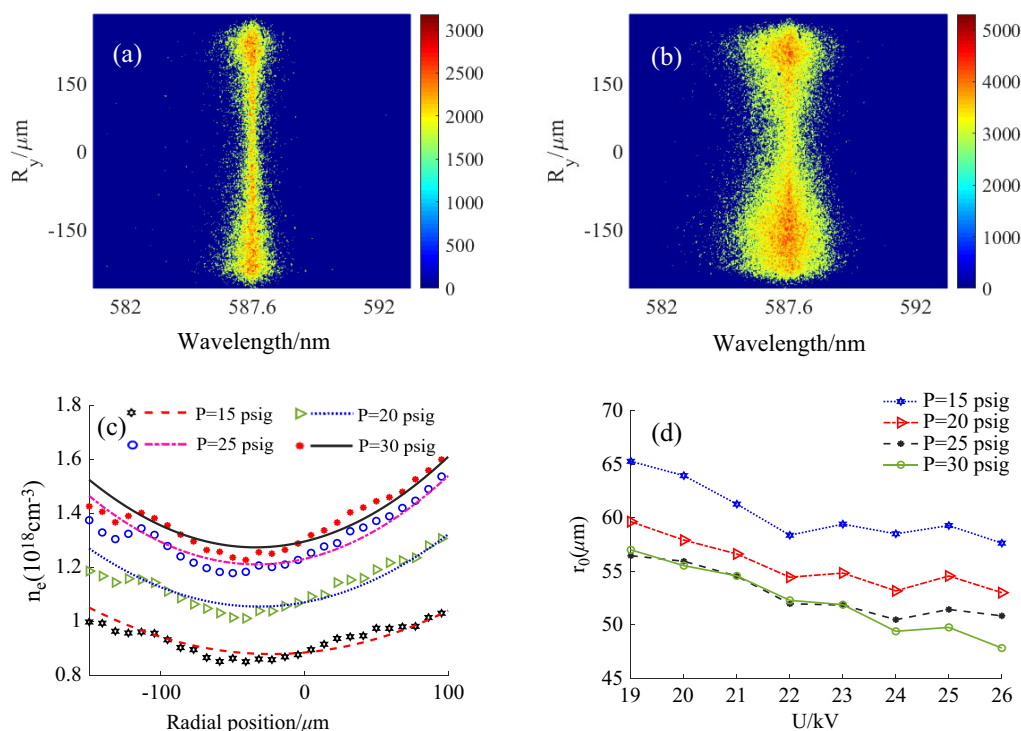 (a)
R_y/μm
150
0
-150
582
587.6
592
Wavelength/nm
3000
2500
2000
1500
1000
500
0
(b)
R_y/μm
150
0
-150
582
587.6
592
Wavelength/nm
5000
4000
3000
2000
1000
0
(c)
P=15 psig
P=20 psig
P=25 psig
P=30 psig
n_e(10^18 cm^-3)
1.8
1.6
1.4
1.2
1
0.8
-100
0
100
Radial position/μm
(d)
P=15 psig
P=20 psig
P=25 psig
P=30 psig
r_0(μm)
70
65
60
55
50
45
19
20
21
22
23
24
25
26
U/kV